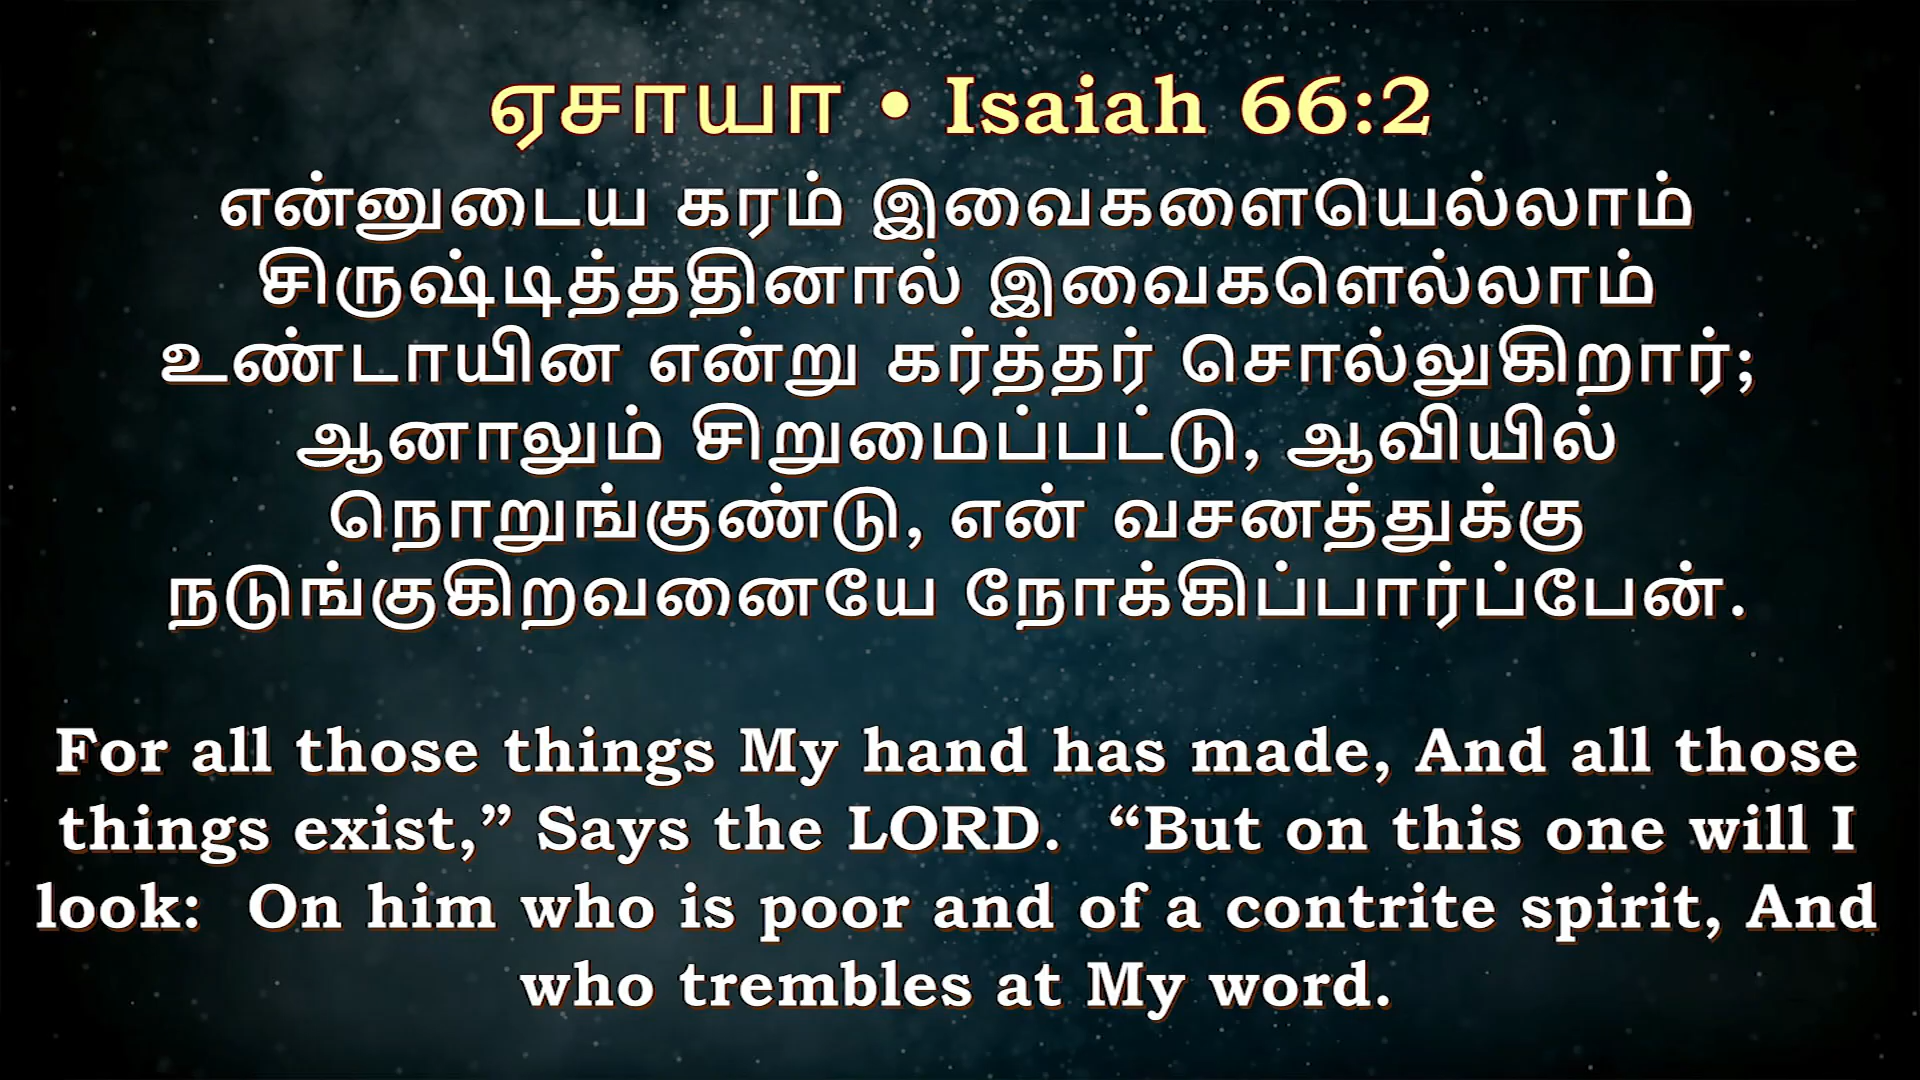 ஏசாயா • Isaiah 66:2
என்னுடைய கரம் இவைகளையெல்லாம்
சிருஷ்டித்ததினால் இவைகளெல்லாம்
உண்டாயின என்று கர்த்தர் சொல்லுகிறார்;
ஆனாலும் சிறுமைப்பட்டு, ஆவியில்
நொறுங்குண்டு, என் வசனத்துக்கு
நடுங்குகிறவனையே நோக்கிப்பார்ப்பேன்.
For all those things My hand has made, And all those
things exist,” Says the LORD.  “But on this one will I
look:  On him who is poor and of a contrite spirit, And
who trembles at My word.